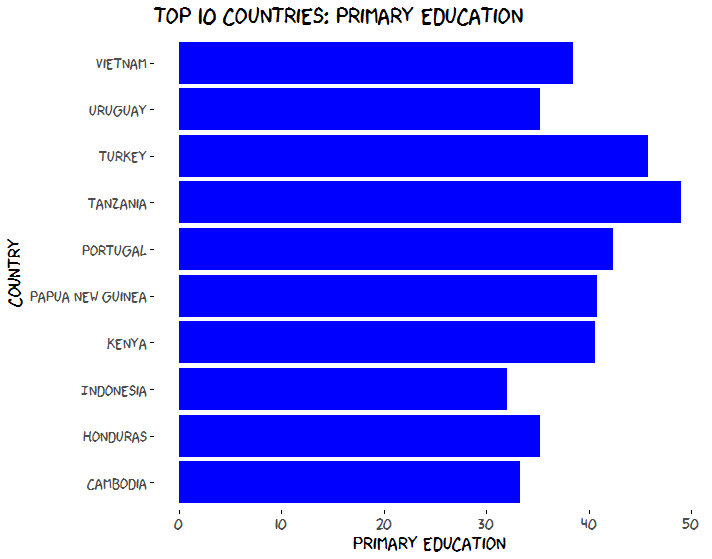 TOP 10 COUNTRIES: PRIMARY EDUCATION
VIETNAM
URUGUAY
TURKEY
TANZANIA
PORTUGAL
PAPUA NEW GUINEA
KENYA
INDONESIA
HONDURAS
CAMBODIA
COUNTRY
0 10 20 30 40 50
PRIMARY EDUCATION